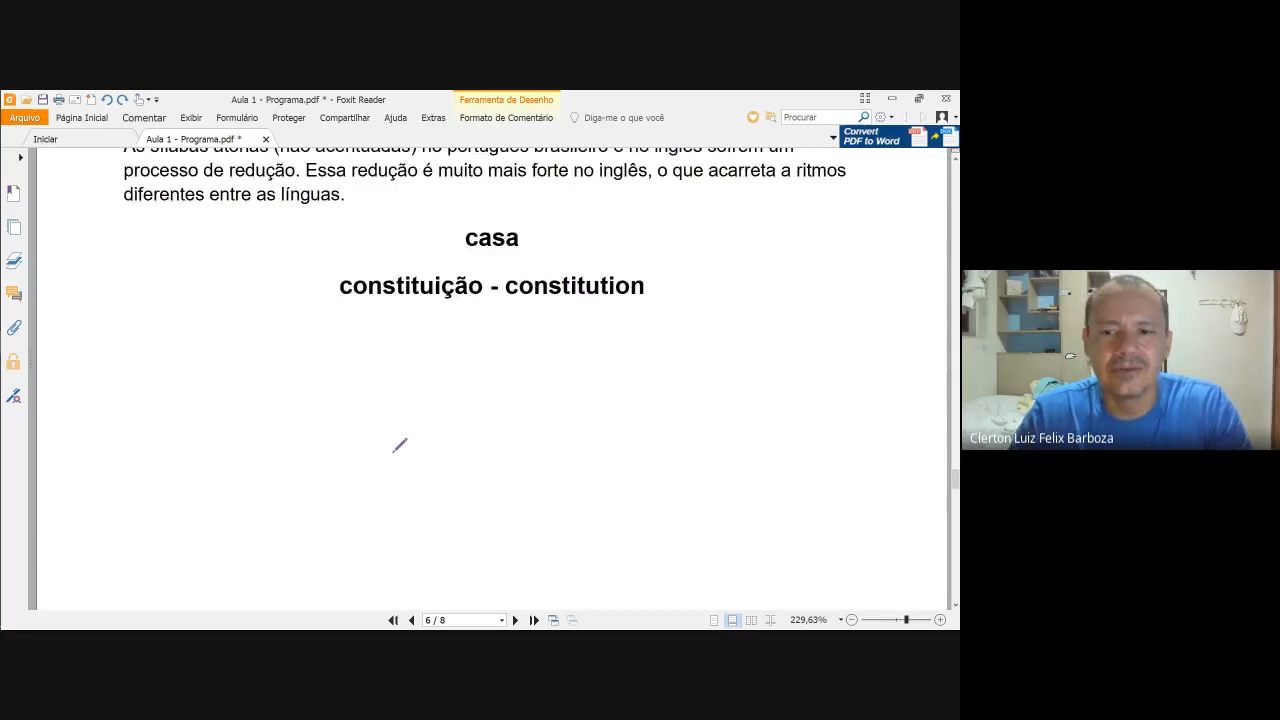 Aula 1 - Programa.pdf * - Foxit Reader
Ferramenta de Desenho
Arquivo Página Inicial Comentar Exibir Formulário Proteger Compartilhar Ajuda Extras Formato de Comentário Diga-me o que você Procurar
Iniciar Aula 1 - Programa.pdf *
Convert
PDF to Word
As sílabas átonas (não acentuadas) no português brasileiro e no inglês sofrem um
processo de redução. Essa redução é muito mais forte no inglês, o que acarreta a ritmos
diferentes entre as línguas.
casa
constituição - constitution
Clerton Luiz Felix Barboza
6 / 8
229,63%